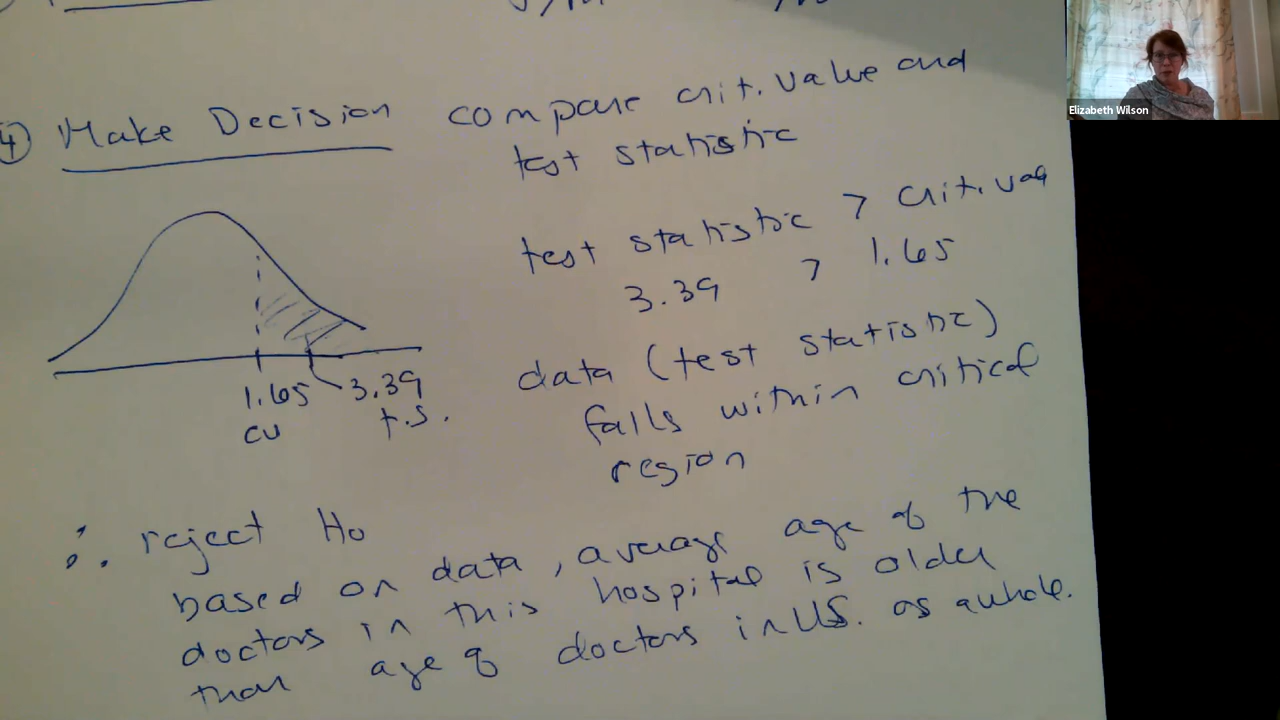 Elizabeth Wilson
4) Make Decision compare crit. value and
test statistic
test statistic > crit. val
3.39 > 1.65
data (test statistic)
falls within critical
region
1.65 3.39
CV t.s.
∴ reject Ho
based on data, average age of the
doctors in this hospital is older
than age of doctors in US. as a whole.